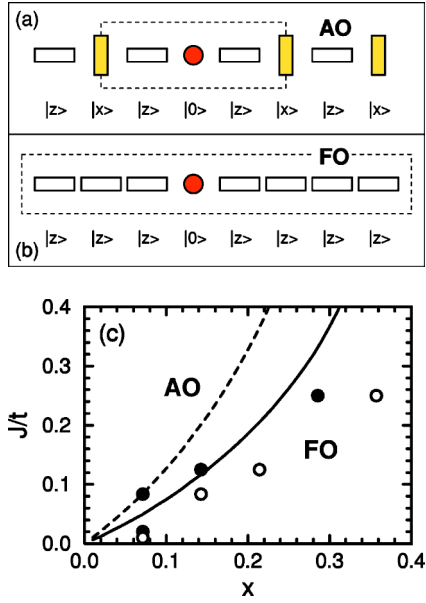 (a) AO
|z> |x> |z> |0> |z> |x> |z> |x>
FO
(b) |z> |z> |z> |0> |z> |z> |z> |z>
0.4
(c)
0.3
AO
J/t
0.2
FO
0.1
0.0
0.0 0.1 0.2 0.3 0.4
x